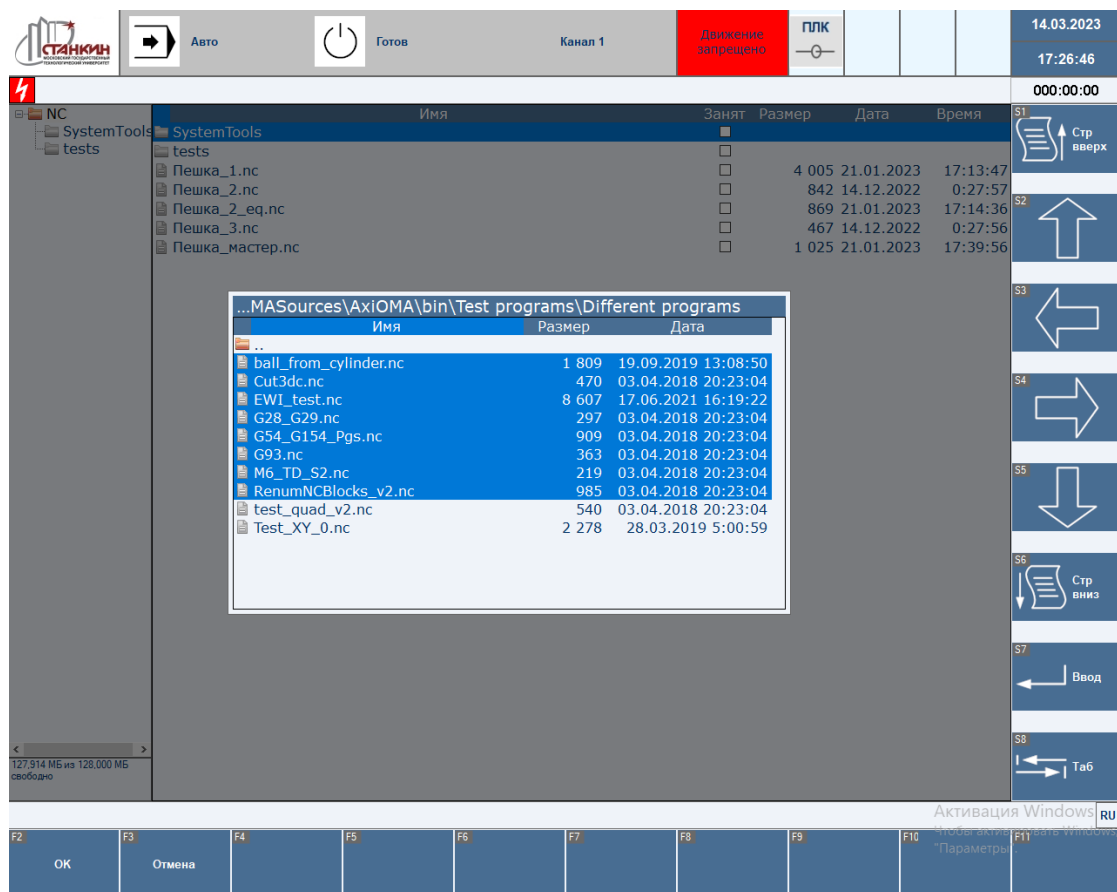 СТАНКИН
МОСКОВСКИЙ ГОСУДАРСТВЕННЫЙ
ТЕХНОЛОГИЧЕСКИЙ УНИВЕРСИТЕТ
Авто
Готов
Канал 1
Движение
запрещено
ПЛК
14.03.2023
17:26:46
000:00:00
NC
SystemTools
tests
Имя Занят Размер Дата Время
SystemTools
tests
Пешка_1.nc 4 005 21.01.2023 17:13:47
Пешка_2.nc 842 14.12.2022 0:27:57
Пешка_2_eq.nc 869 21.01.2023 17:14:36
Пешка_3.nc 467 14.12.2022 0:27:56
Пешка_мастер.nc 1 025 21.01.2023 17:39:56
...MASources\AxiOMA\bin\Test programs\Different programs
Имя Размер Дата
..
ball_from_cylinder.nc 1 809 19.09.2019 13:08:50
Cut3dc.nc 470 03.04.2018 20:23:04
EWI_test.nc 8 607 17.06.2021 16:19:22
G28_G29.nc 297 03.04.2018 20:23:04
G54_G154_Pgs.nc 909 03.04.2018 20:23:04
G93.nc 363 03.04.2018 20:23:04
M6_TD_S2.nc 219 03.04.2018 20:23:04
RenumNCBlocks_v2.nc 985 03.04.2018 20:23:04
test_quad_v2.nc 540 03.04.2018 20:23:04
Test_XY_0.nc 2 278 28.03.2019 5:00:59
S1
Стр
вверх
S2
S3
S4
S5
S6
Стр
вниз
S7
Ввод
S8
Таб
127,914 МБ из 128,000 МБ
свободно
Активация Windows
RU
Чтобы активировать Windows,
"Параметры".
F2 F3 F4 F5 F6 F7 F8 F9 F10 F11
OK Отмена